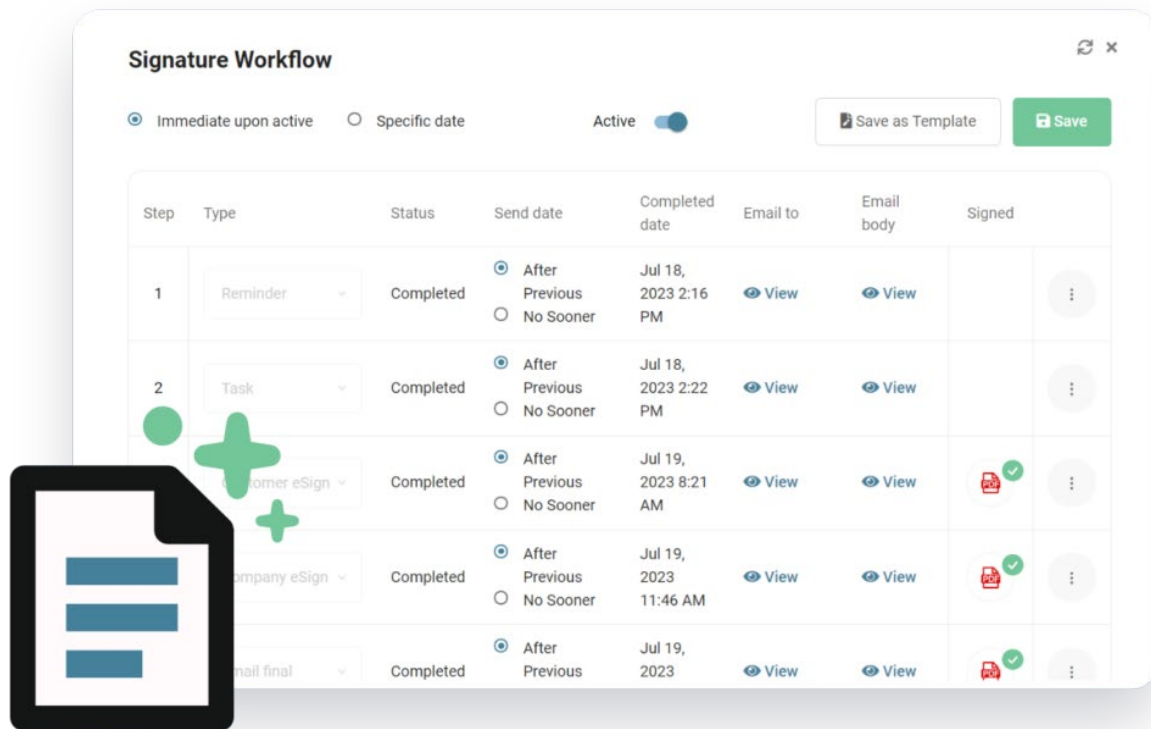 Signature Workflow
Immediate upon active
Specific date
Active
Save as Template
Save
Step
Type
Status
Send date
Completed
date
Email to
Email
body
Signed
1
Reminder
Completed
After
Previous
No Sooner
Jul 18,
2023 2:16
PM
View
View
2
Task
Completed
After
Previous
No Sooner
Jul 18,
2023 2:22
PM
View
View
eSign
Completed
After
Previous
No Sooner
Jul 19,
2023 8:21
AM
View
View
PDF
eSign
Completed
After
Previous
No Sooner
Jul 19,
2023
11:46 AM
View
View
PDF
final
Completed
After
Previous
Jul 19,
2023
View
View
PDF